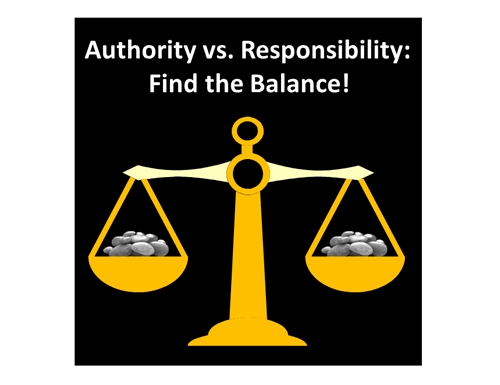 Authority vs. Responsibility:
Find the Balance!